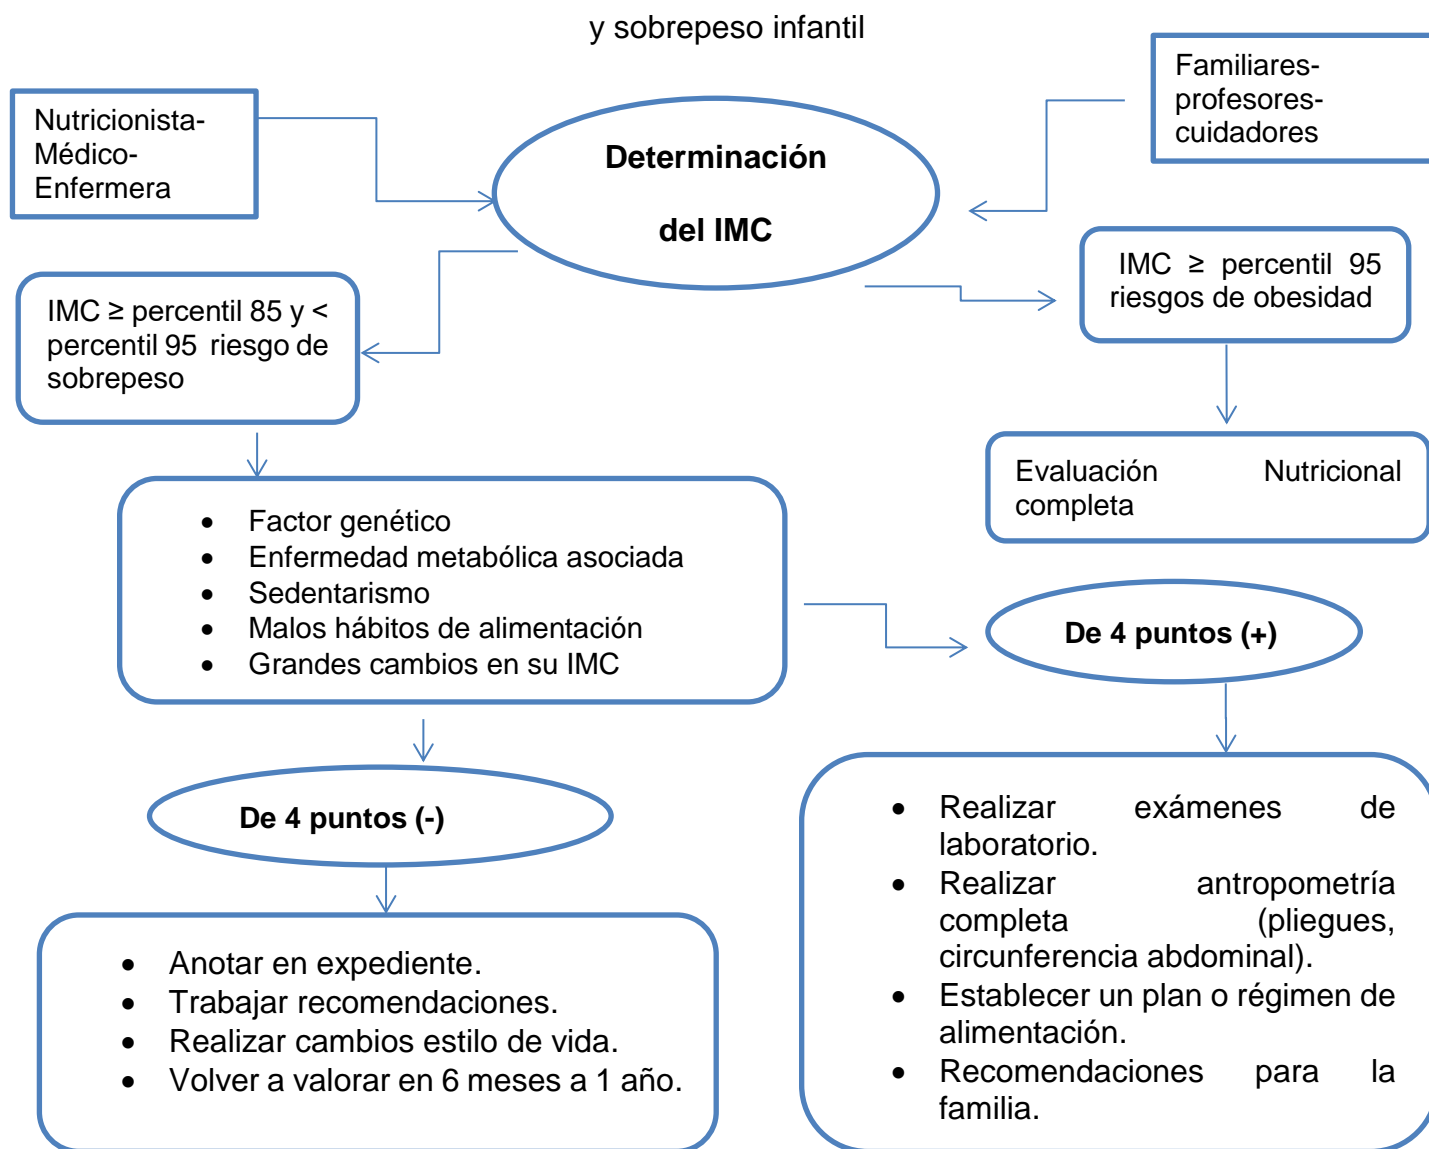 y sobrepeso infantil
Nutricionista-
Médico-
Enfermera
Determinación
del IMC
Familiares-
profesores-
cuidadores
IMC ≥ percentil 85 y <
percentil 95 riesgo de
sobrepeso
IMC ≥ percentil 95
riesgos de obesidad
Evaluación Nutricional
completa
• Factor genético
• Enfermedad metabólica asociada
• Sedentarismo
• Malos hábitos de alimentación
• Grandes cambios en su IMC
De 4 puntos (+)
De 4 puntos (-)
• Anotar en expediente.
• Trabajar recomendaciones.
• Realizar cambios estilo de vida.
• Volver a valorar en 6 meses a 1 año.
• Realizar exámenes de
laboratorio.
• Realizar antropometría
completa (pliegues,
circunferencia abdominal).
• Establecer un plan o régimen de
alimentación.
• Recomendaciones para la
familia.